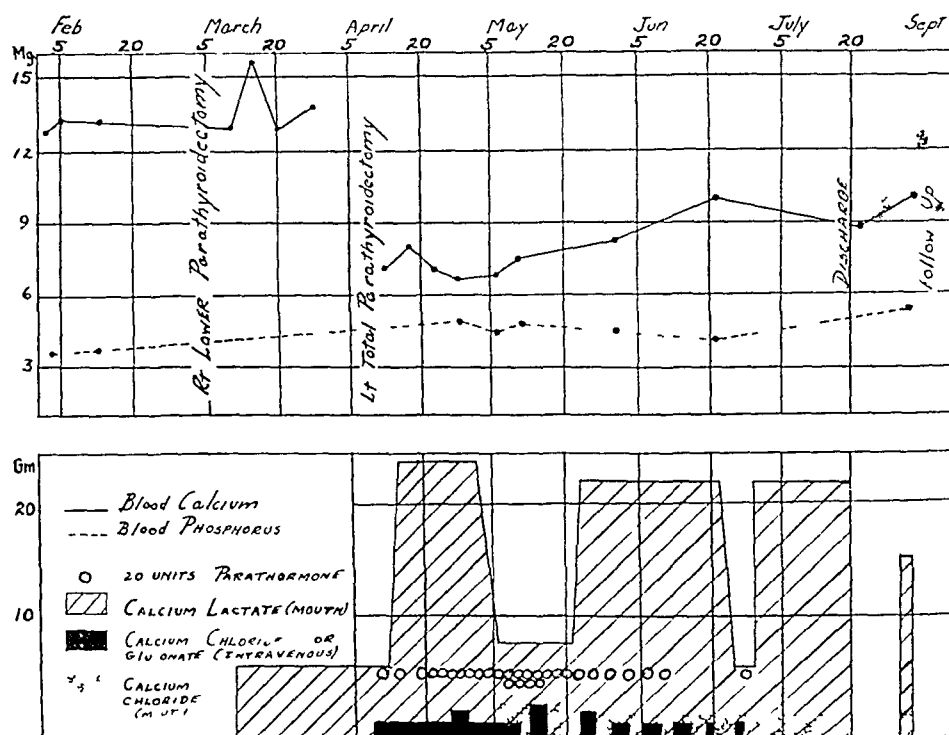 Feb March April May Jun July Sept
5 20 5 20 5 20 5 20 5 20 5 20
Mg
15
12
9
6
3
Rt Lower Parathyroidectomy
Lt Total Parathyroidectomy
DISCHARGE
Follow Up
Gm
20
10
Blood Calcium
Blood Phosphorus
20 UNITS PARATHORMONE
CALCIUM LACTATE (MOUTH)
CALCIUM OR
(INTRAVENOUS)
CALCIUM
CHLORIDE